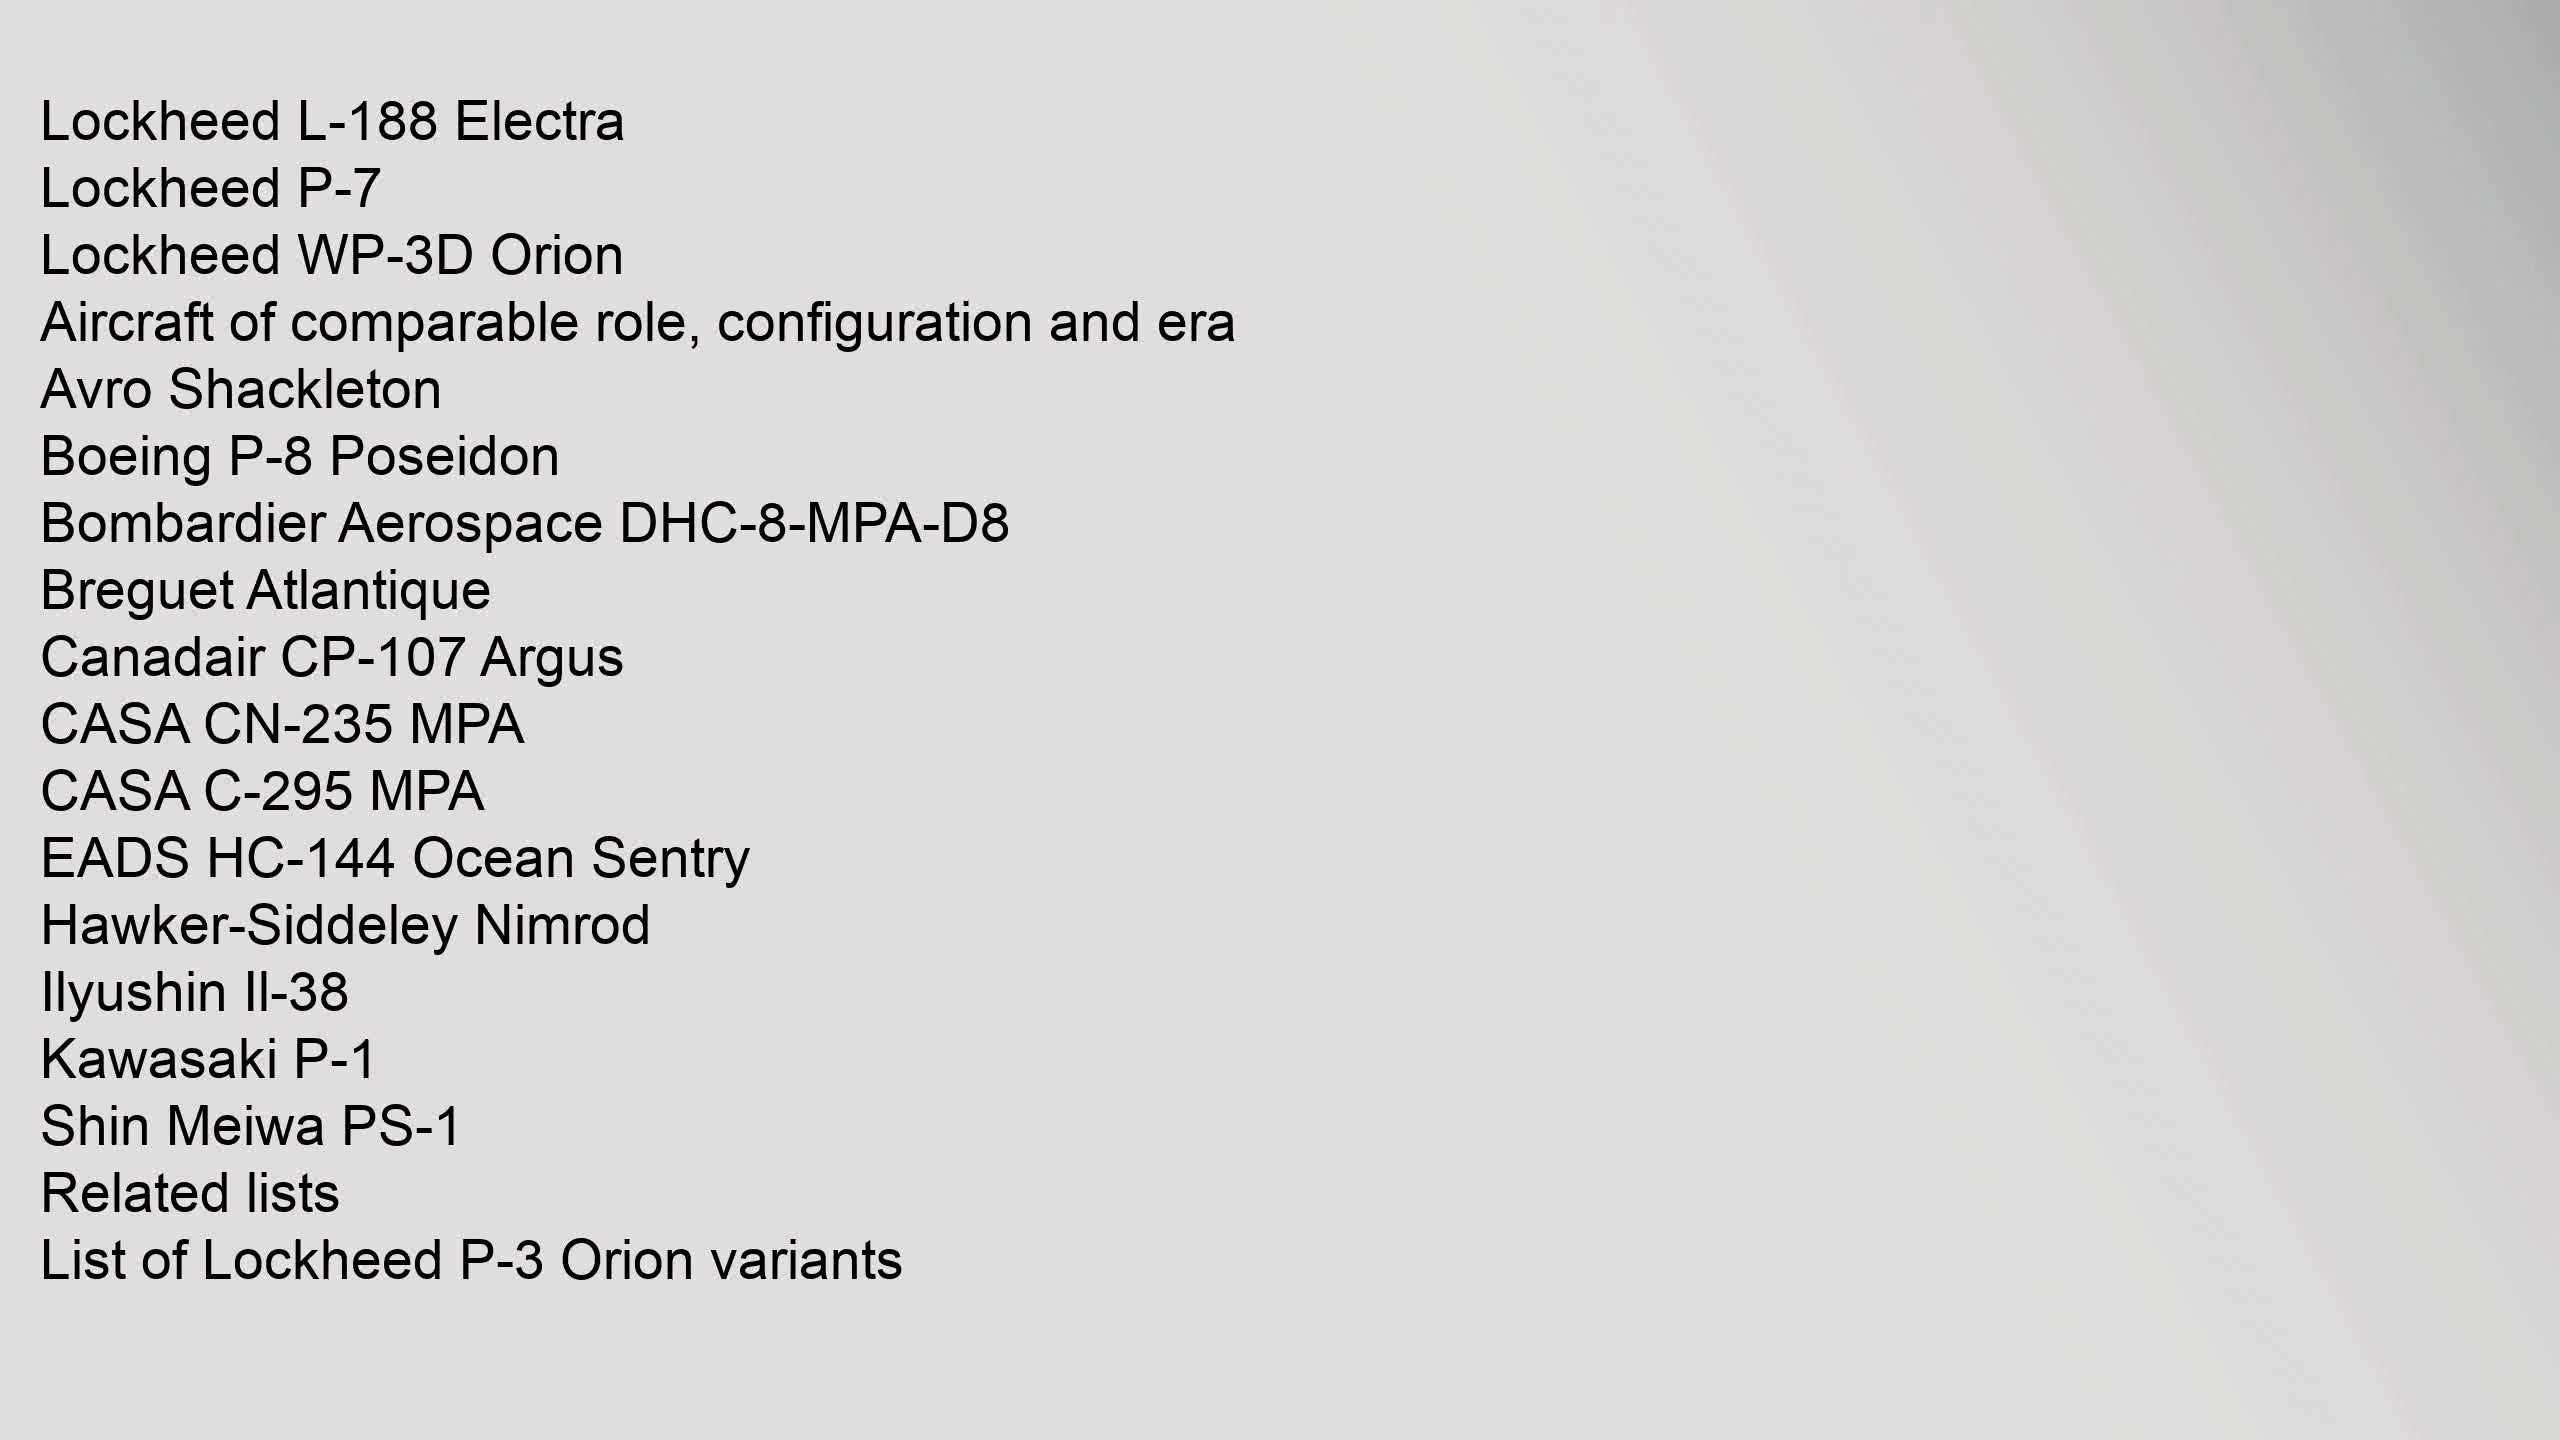 Lockheed L-188 Electra
Lockheed P-7
Lockheed WP-3D Orion
Aircraft of comparable role, configuration and era
Avro Shackleton
Boeing P-8 Poseidon
Bombardier Aerospace DHC-8-MPA-D8
Breguet Atlantique
Canadair CP-107 Argus
CASA CN-235 MPA
CASA C-295 MPA
EADS HC-144 Ocean Sentry
Hawker-Siddeley Nimrod
Ilyushin Il-38
Kawasaki P-1
Shin Meiwa PS-1
Related lists
List of Lockheed P-3 Orion variants